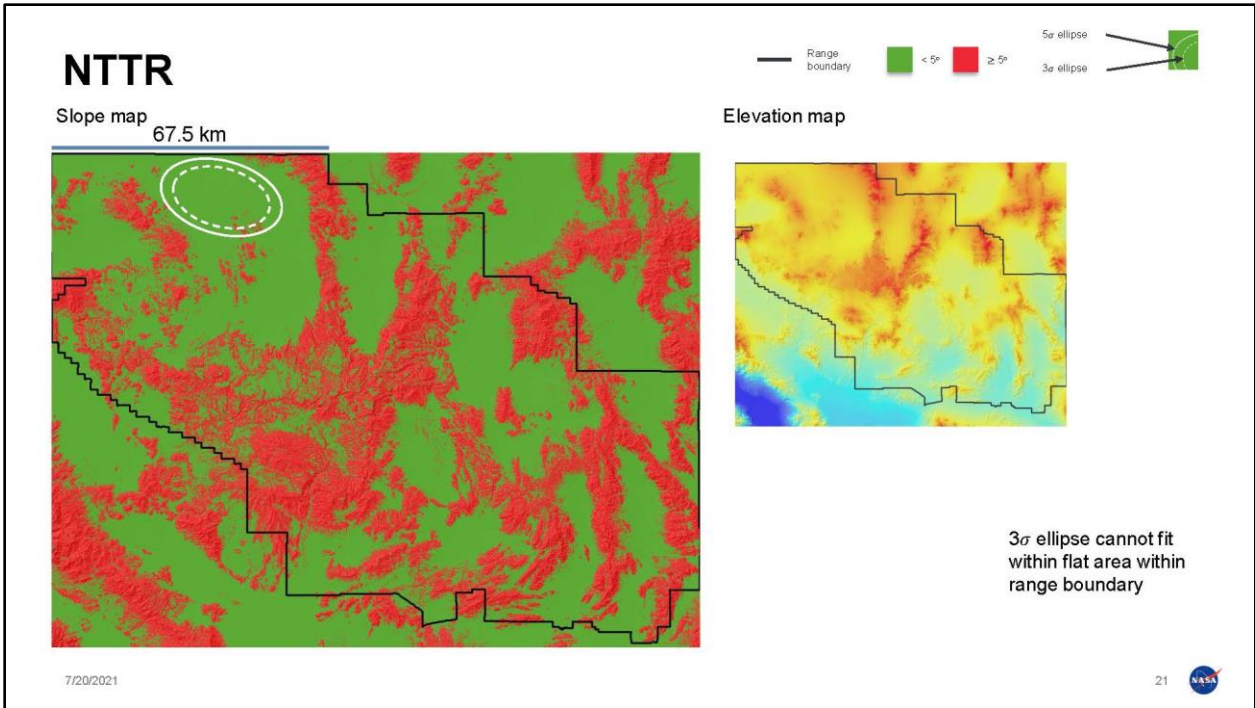 NTTR
Range
boundary
< 5°
≥ 5°
5σ ellipse
3σ ellipse
Slope map
67.5 km
Elevation map
3σ ellipse cannot fit
within flat area within
range boundary
7/20/2021
21
NASA